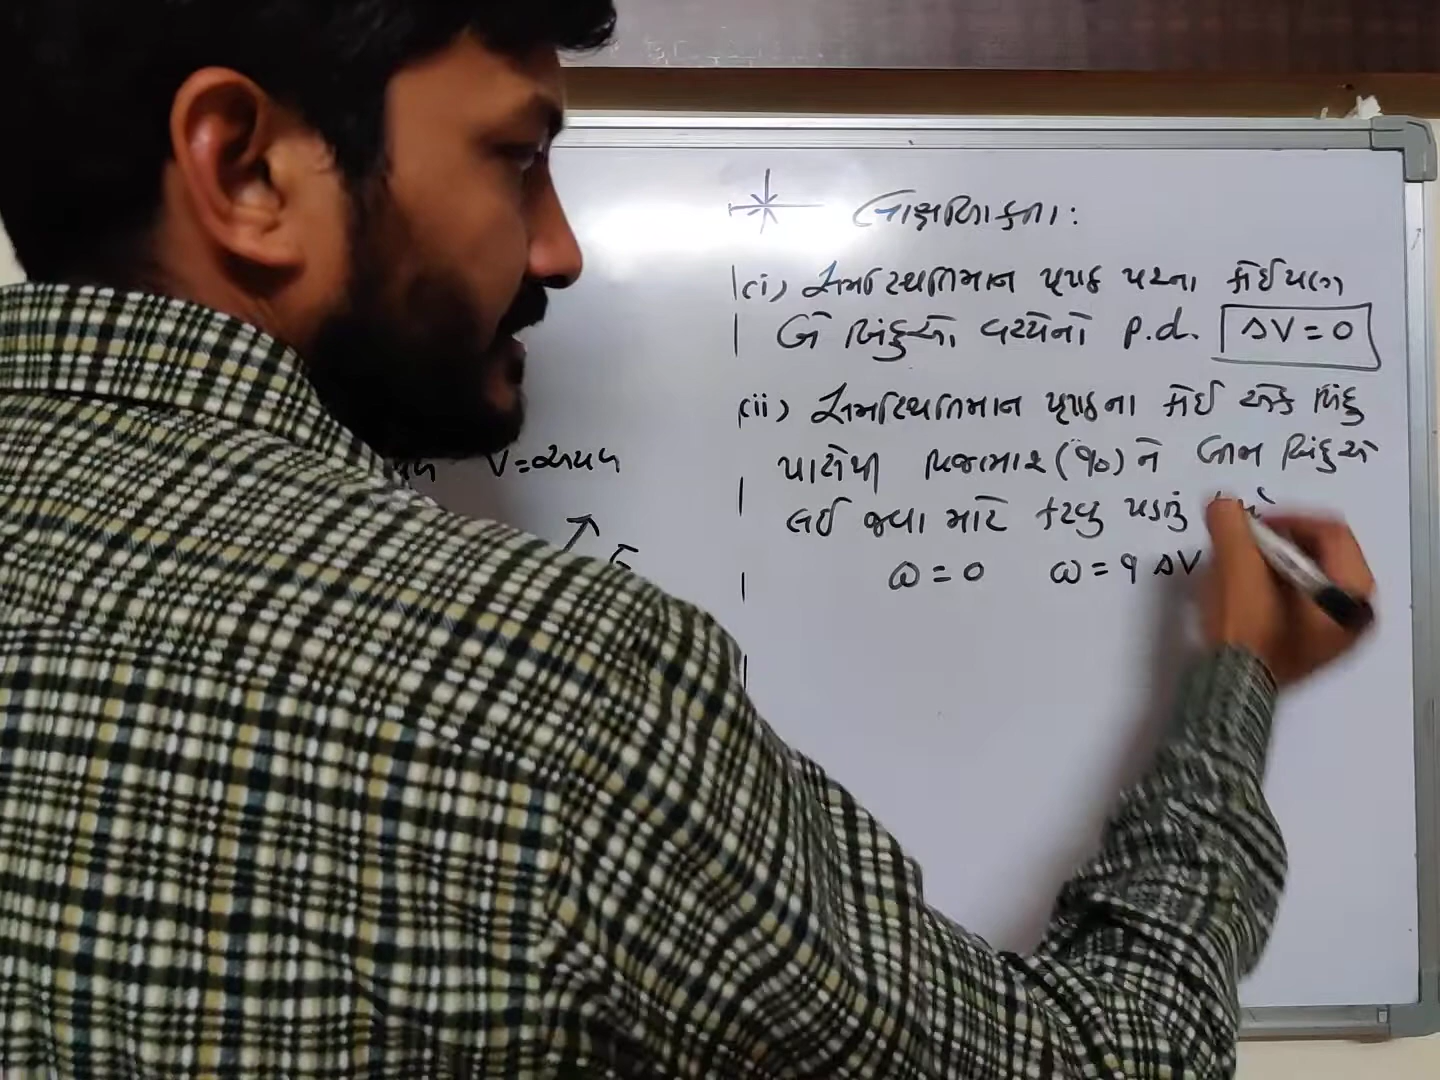 લાક્ષણિકતા :
(i) સમસ્થિતિમાન પૃષ્ઠ પરના કોઈપણ
બે બિંદુઓ વચ્ચેનો p.d. ΔV = 0
(ii) સમસ્થિતિમાન પૃષ્ઠના કોઈ એક બિંદુ
પાસેથી વિજભાર (q₀) ને બીજા બિંદુએ
લઈ જવા માટે કરવું પડતું
ω = 0 ω = q ΔV
V = અચળ